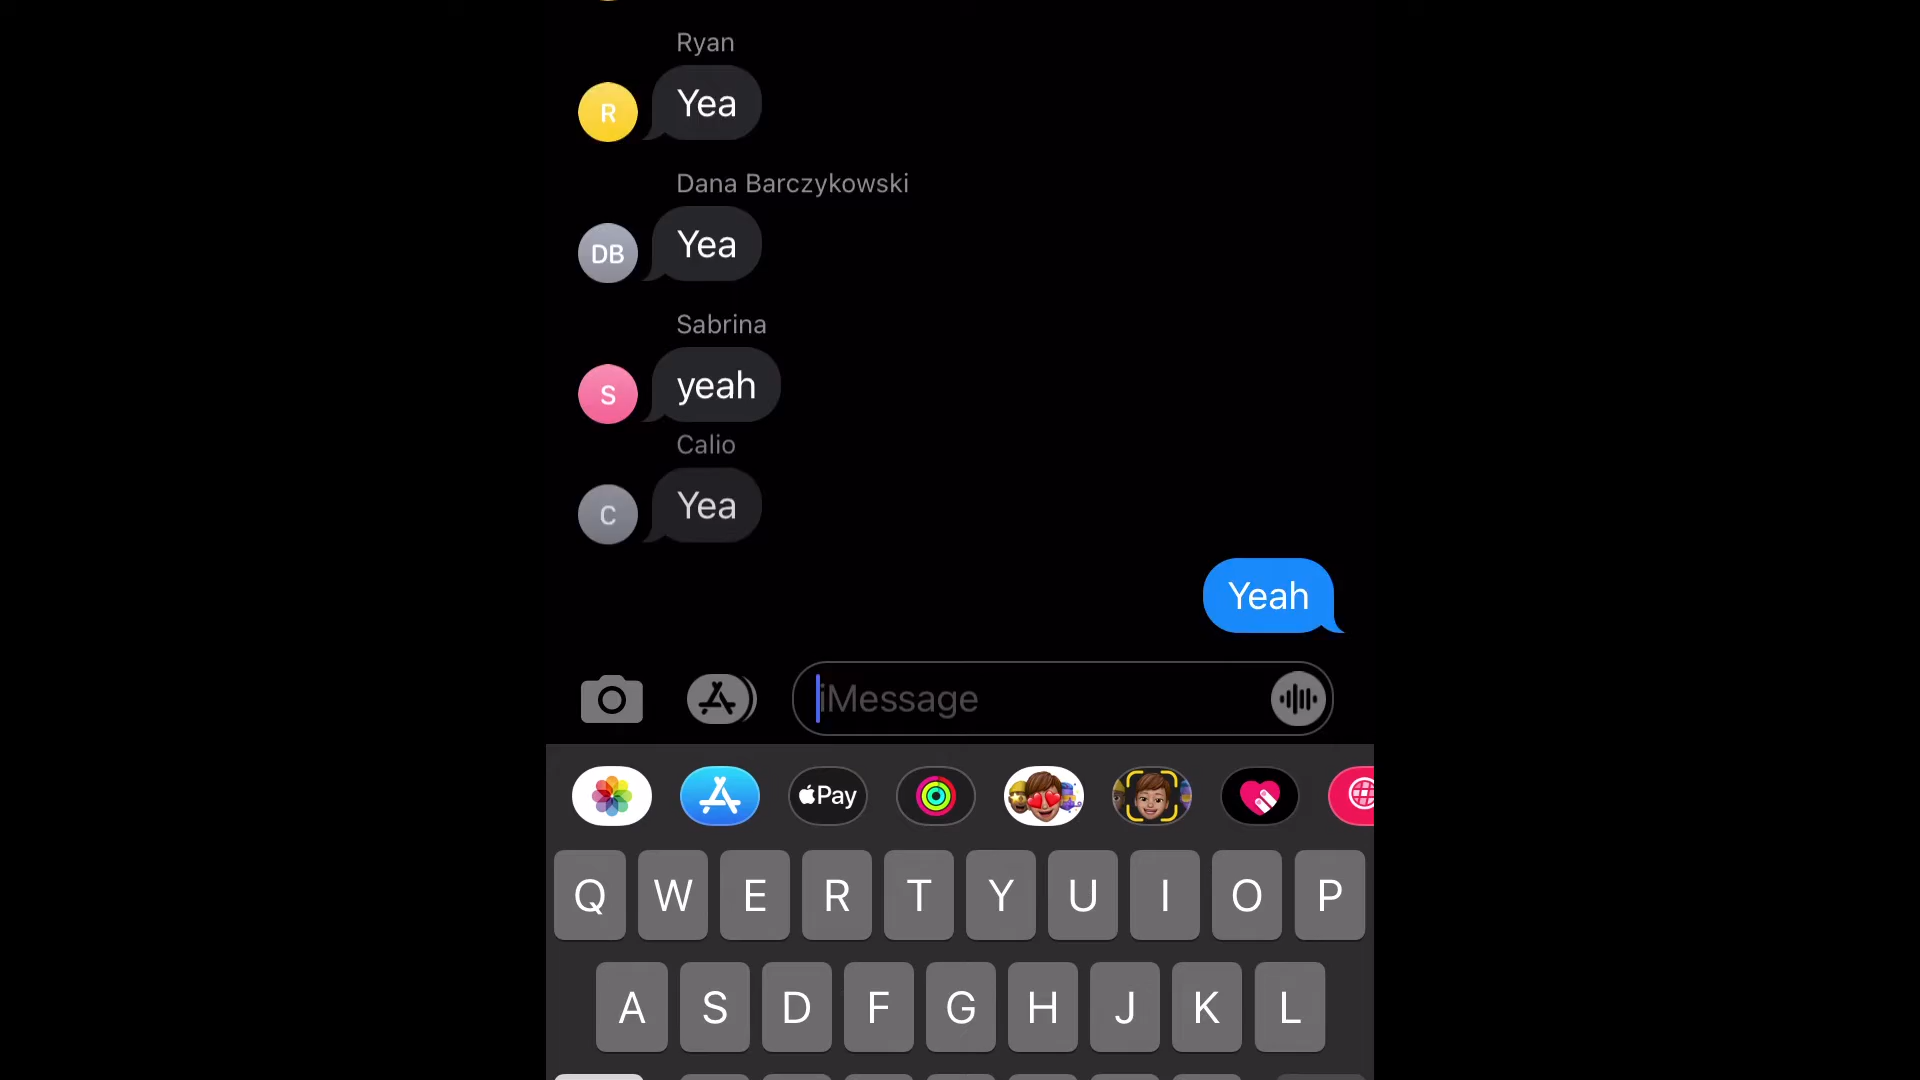 Ryan
R
Yea
Dana Barczykowski
DB
Yea
Sabrina
S
yeah
Calio
C
Yea
Yeah
iMessage
Pay
Q W E R T Y U I O P
A S D F G H J K L